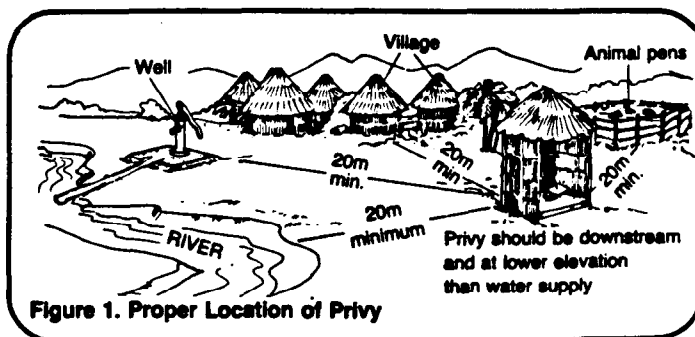 Village
Well
Animal pens
20m
min.
20m
min
20m
min.
20m
minimum
RIVER
Privy should be downstream
and at lower elevation
than water supply
Figure 1. Proper Location of Privy